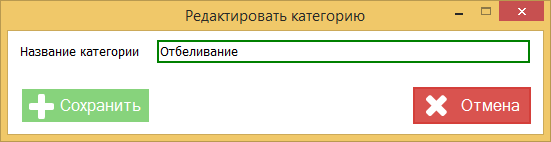 Редактировать категорию
Название категории Отбеливание
Сохранить Отмена